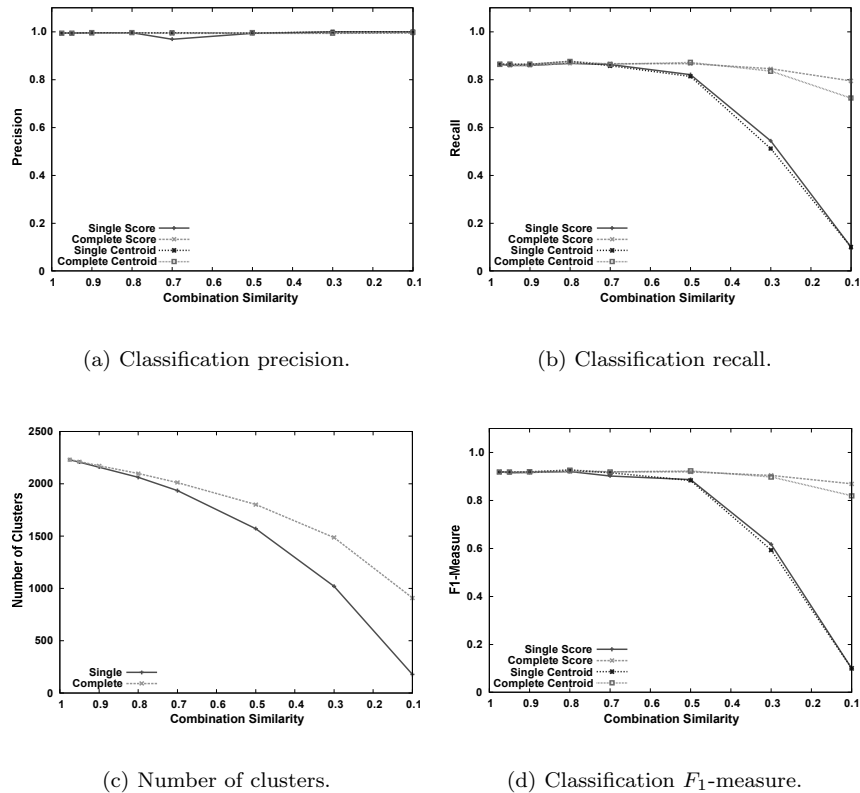 1.0
0.8
0.6
0.4
0.2
0
Precision
Single Score
Complete Score
Single Centroid
Complete Centroid
1 0.9 0.8 0.7 0.6 0.5 0.4 0.3 0.2 0.1
Combination Similarity
(a) Classification precision.
1.0
0.8
0.6
0.4
0.2
0
Recall
Single Score
Complete Score
Single Centroid
Complete Centroid
1 0.9 0.8 0.7 0.6 0.5 0.4 0.3 0.2 0.1
Combination Similarity
(b) Classification recall.
2500
2000
1500
1000
500
0
Number of Clusters
Single
Complete
1 0.9 0.8 0.7 0.6 0.5 0.4 0.3 0.2 0.1
Combination Similarity
(c) Number of clusters.
1.0
0.8
0.6
0.4
0.2
0
F1-Measure
Single Score
Complete Score
Single Centroid
Complete Centroid
1 0.9 0.8 0.7 0.6 0.5 0.4 0.3 0.2 0.1
Combination Similarity
(d) Classification F₁-measure.